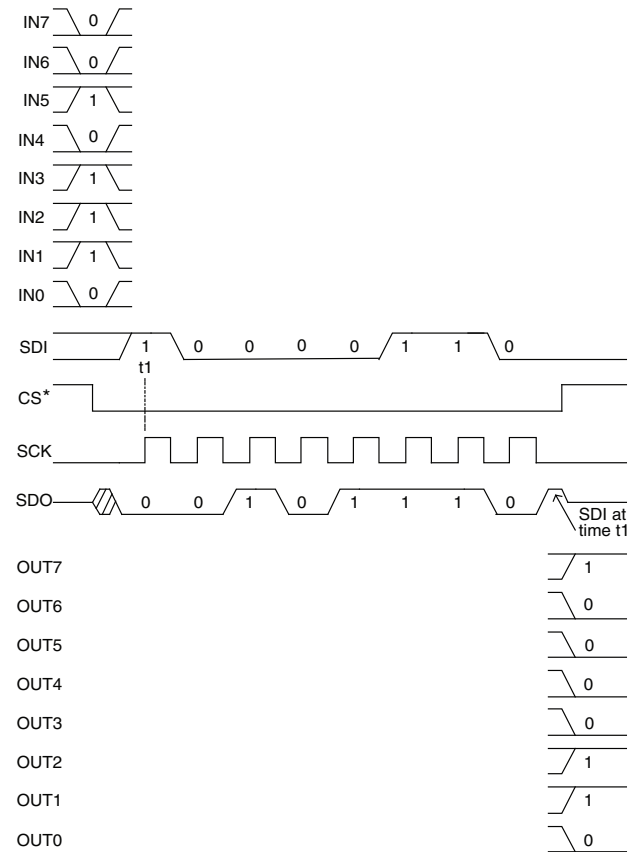 IN7 0
IN6 0
IN5 1
IN4 0
IN3 1
IN2 1
IN1 1
IN0 0
SDI 1 0 0 0 0 1 1 0
t1
CS*
SCK
SDO 0 0 1 0 1 1 1 0
SDI at
time t1
OUT7 1
OUT6 0
OUT5 0
OUT4 0
OUT3 0
OUT2 1
OUT1 1
OUT0 0